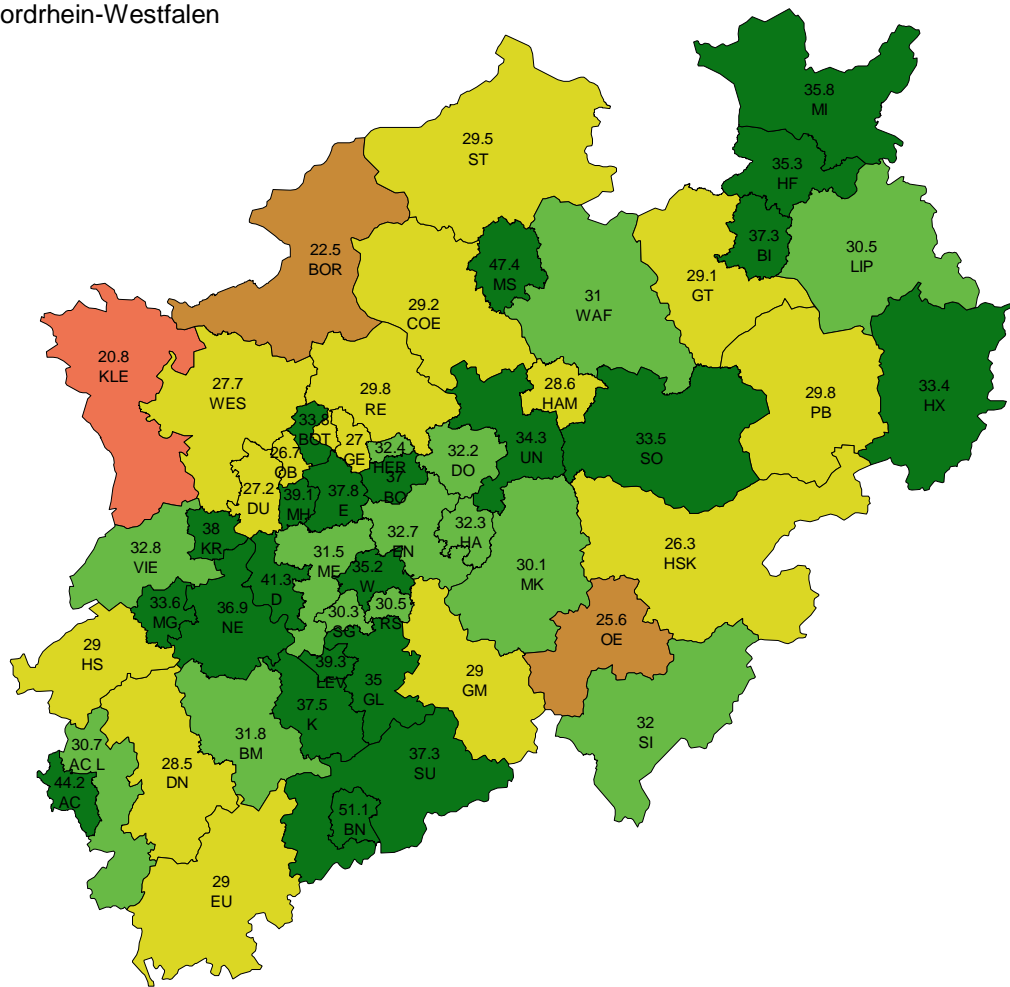 ordrhein-Westfalen
35.8
MI
29.5
ST
35.3
HF
37.3
BI
30.5
LIP
22.5
BOR
47.4
MS
29.1
GT
31
WAF
29.2
COE
20.8
KLE
27.7
WES
29.8
RE
28.6
HAM
29.8
PB
33.4
HX
33.8
BOT
27
GE
32.4
HER
32.2
DO
34.3
UN
33.5
SO
26.7
OB
27.2
DU
39.1
MH
37.8
E
37
BO
38
KR
32.8
VIE
31.5
ME
32.7
EN
32.3
HA
30.1
MK
26.3
HSK
35.2
W
41.3
D
33.6
MG
36.9
NE
30.3
SG
30.5
RS
25.6
OE
29
HS
39.3
LEV
35
GL
29
GM
37.5
K
32
SI
30.7
AC L
31.8
BM
28.5
DN
37.3
SU
44.2
AC
51.1
BN
29
EU